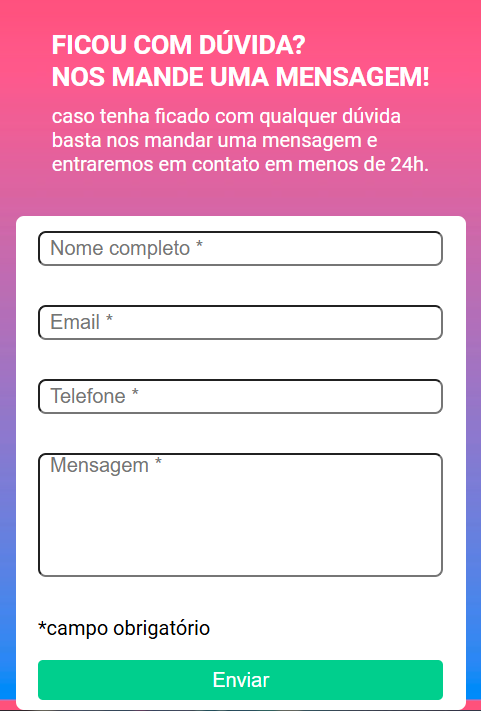 FICOU COM DÚVIDA?
NOS MANDE UMA MENSAGEM!
caso tenha ficado com qualquer dúvida
basta nos mandar uma mensagem e
entraremos em contato em menos de 24h.
Nome completo *
Email *
Telefone *
Mensagem *
*campo obrigatório
Enviar